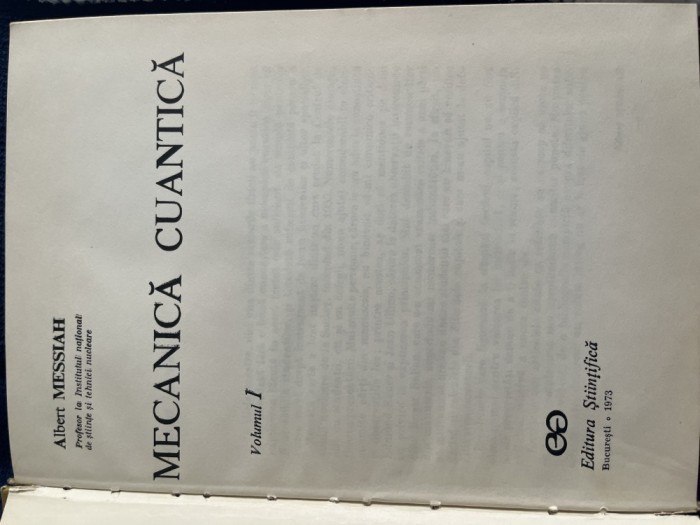 Albert MESSIAH
Profesor la Institutul național
de științe și tehnici nucleare
MECANICĂ CUANTICĂ
Volumul I
Editura Științifică
București • 1973